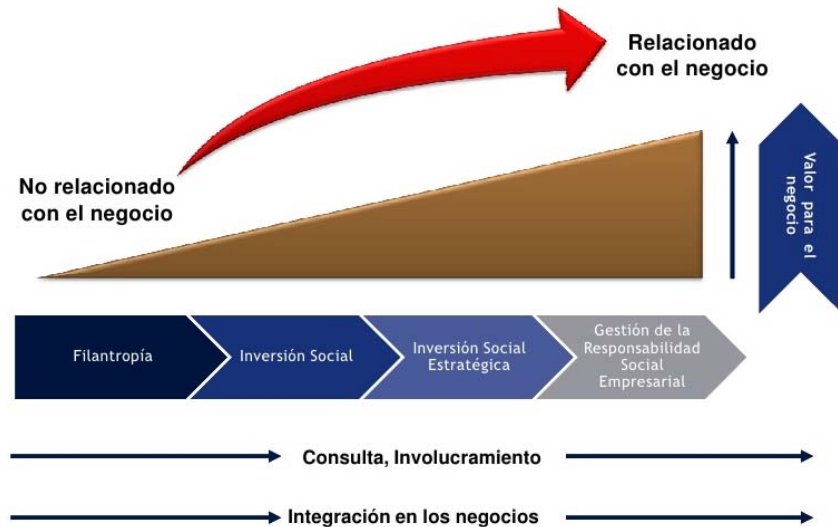 Relacionado
con el negocio
No relacionado
con el negocio
Valor para el
negocio
Filantropía
Inversión Social
Inversión Social
Estratégica
Gestión de la
Responsabilidad
Social
Empresarial
Consulta, Involucramiento
Integración en los negocios